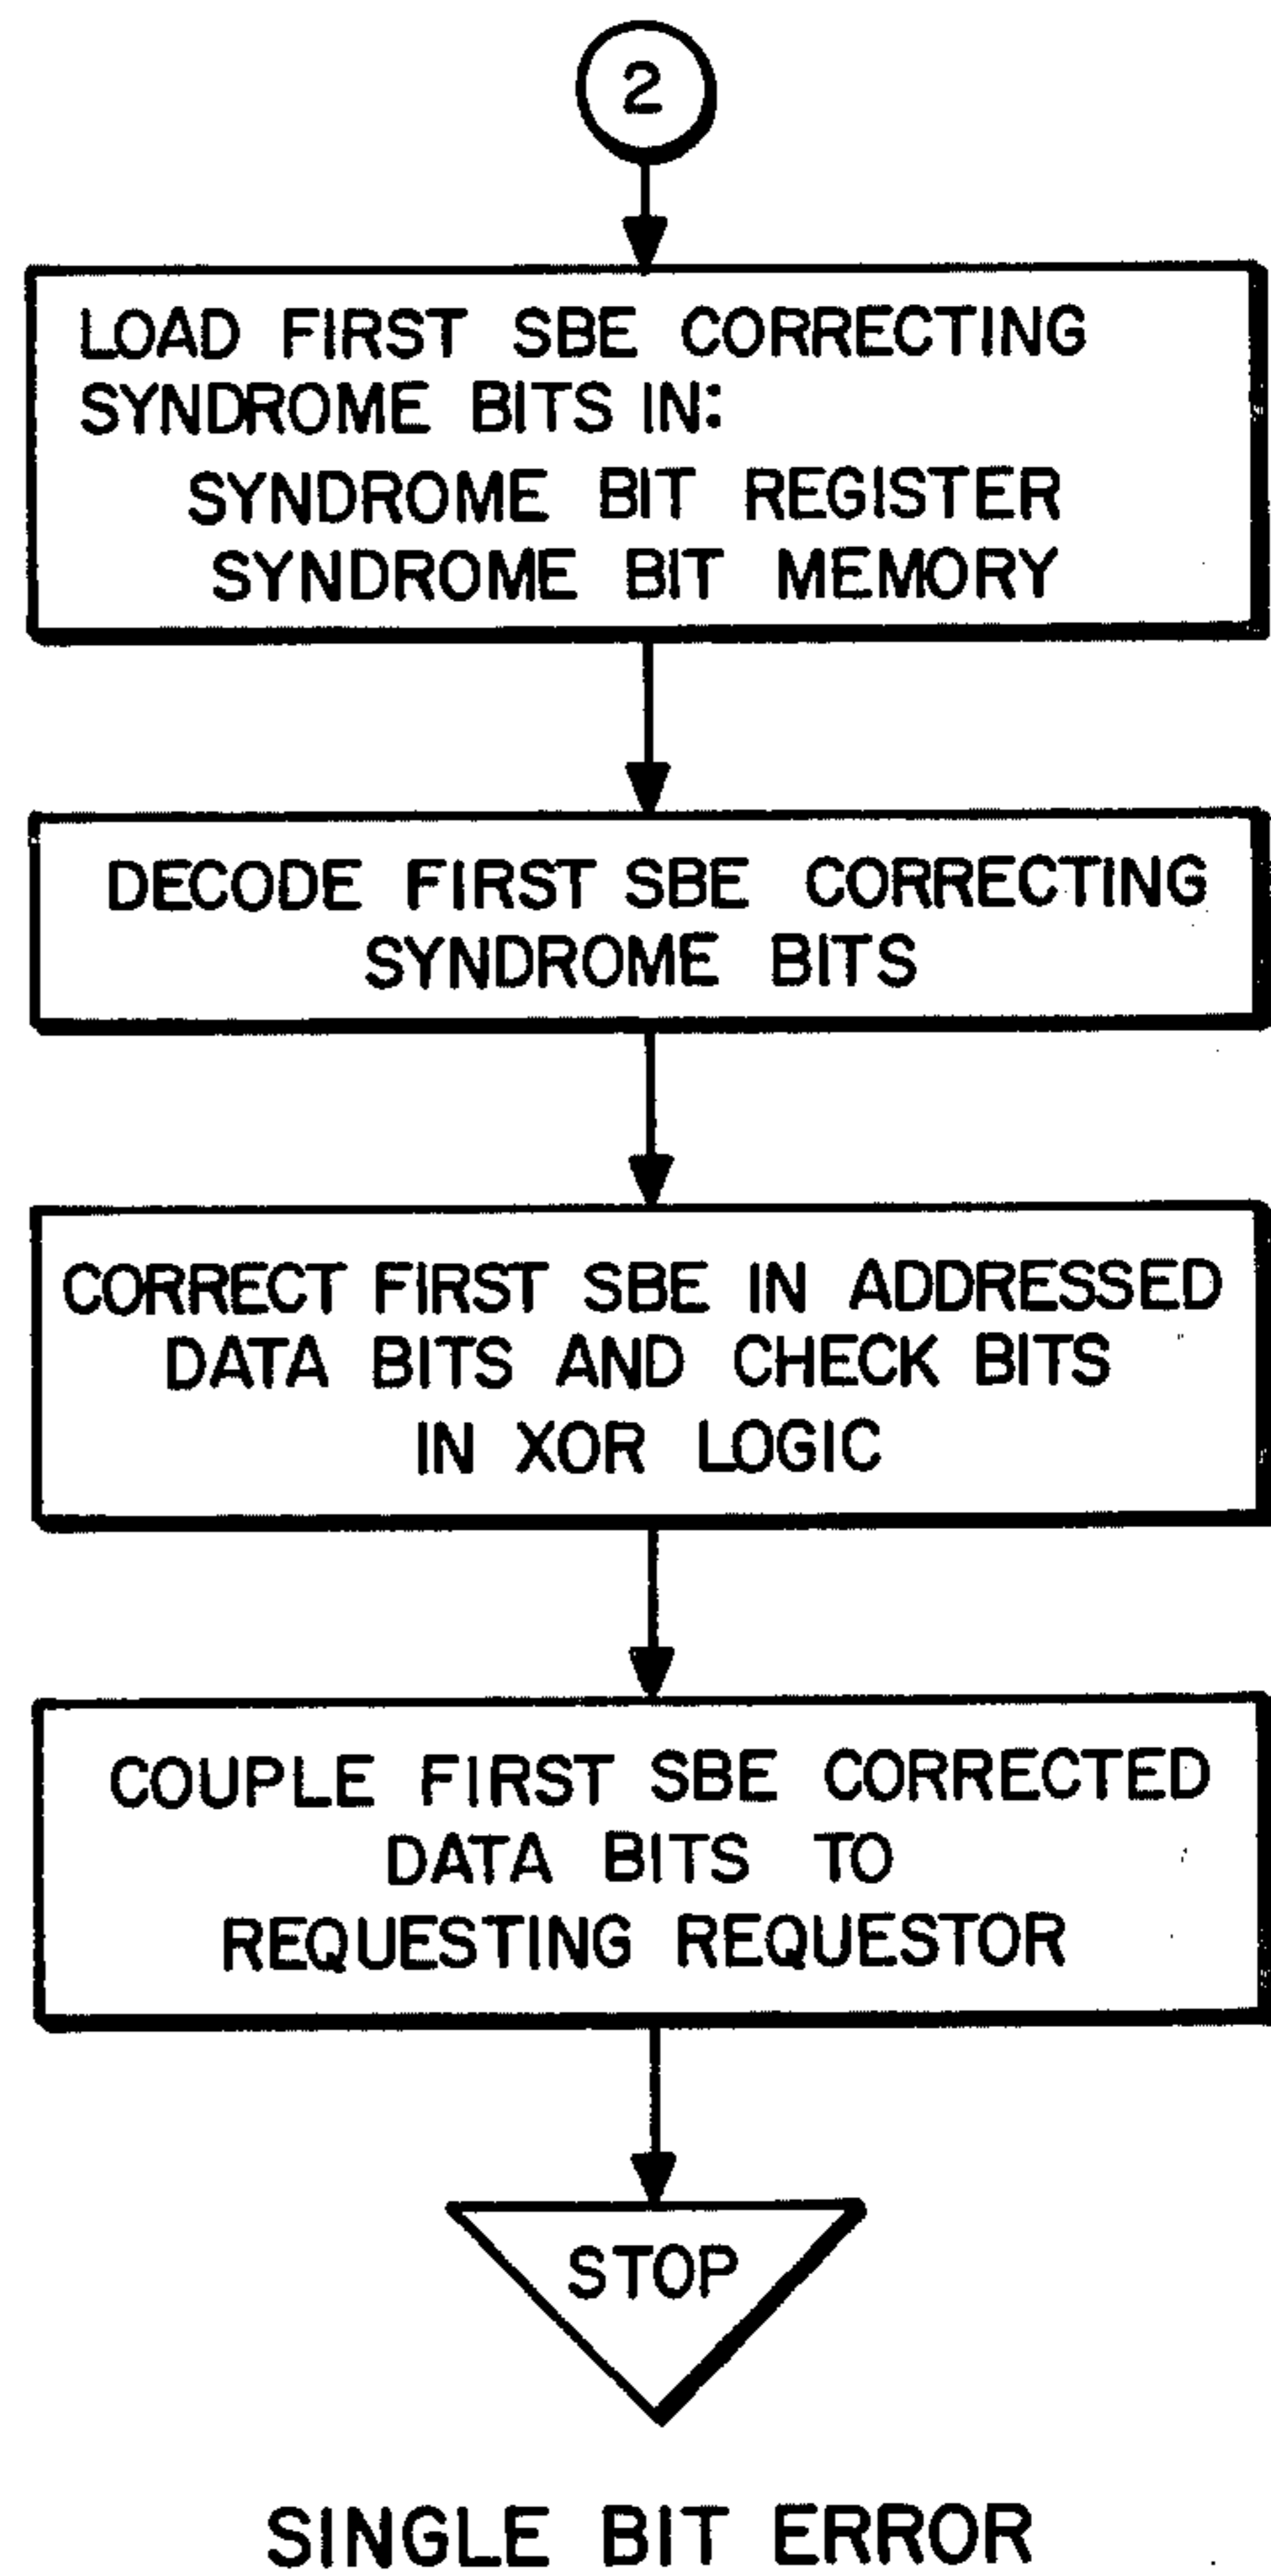 2
LOAD FIRST SBE CORRECTING
SYNDROME BITS IN:
SYNDROME BIT REGISTER
SYNDROME BIT MEMORY
DECODE FIRST SBE CORRECTING
SYNDROME BITS
CORRECT FIRST SBE IN ADDRESSED
DATA BITS AND CHECK BITS
IN XOR LOGIC
COUPLE FIRST SBE CORRECTED
DATA BITS TO
REQUESTING REQUESTOR
STOP
SINGLE BIT ERROR